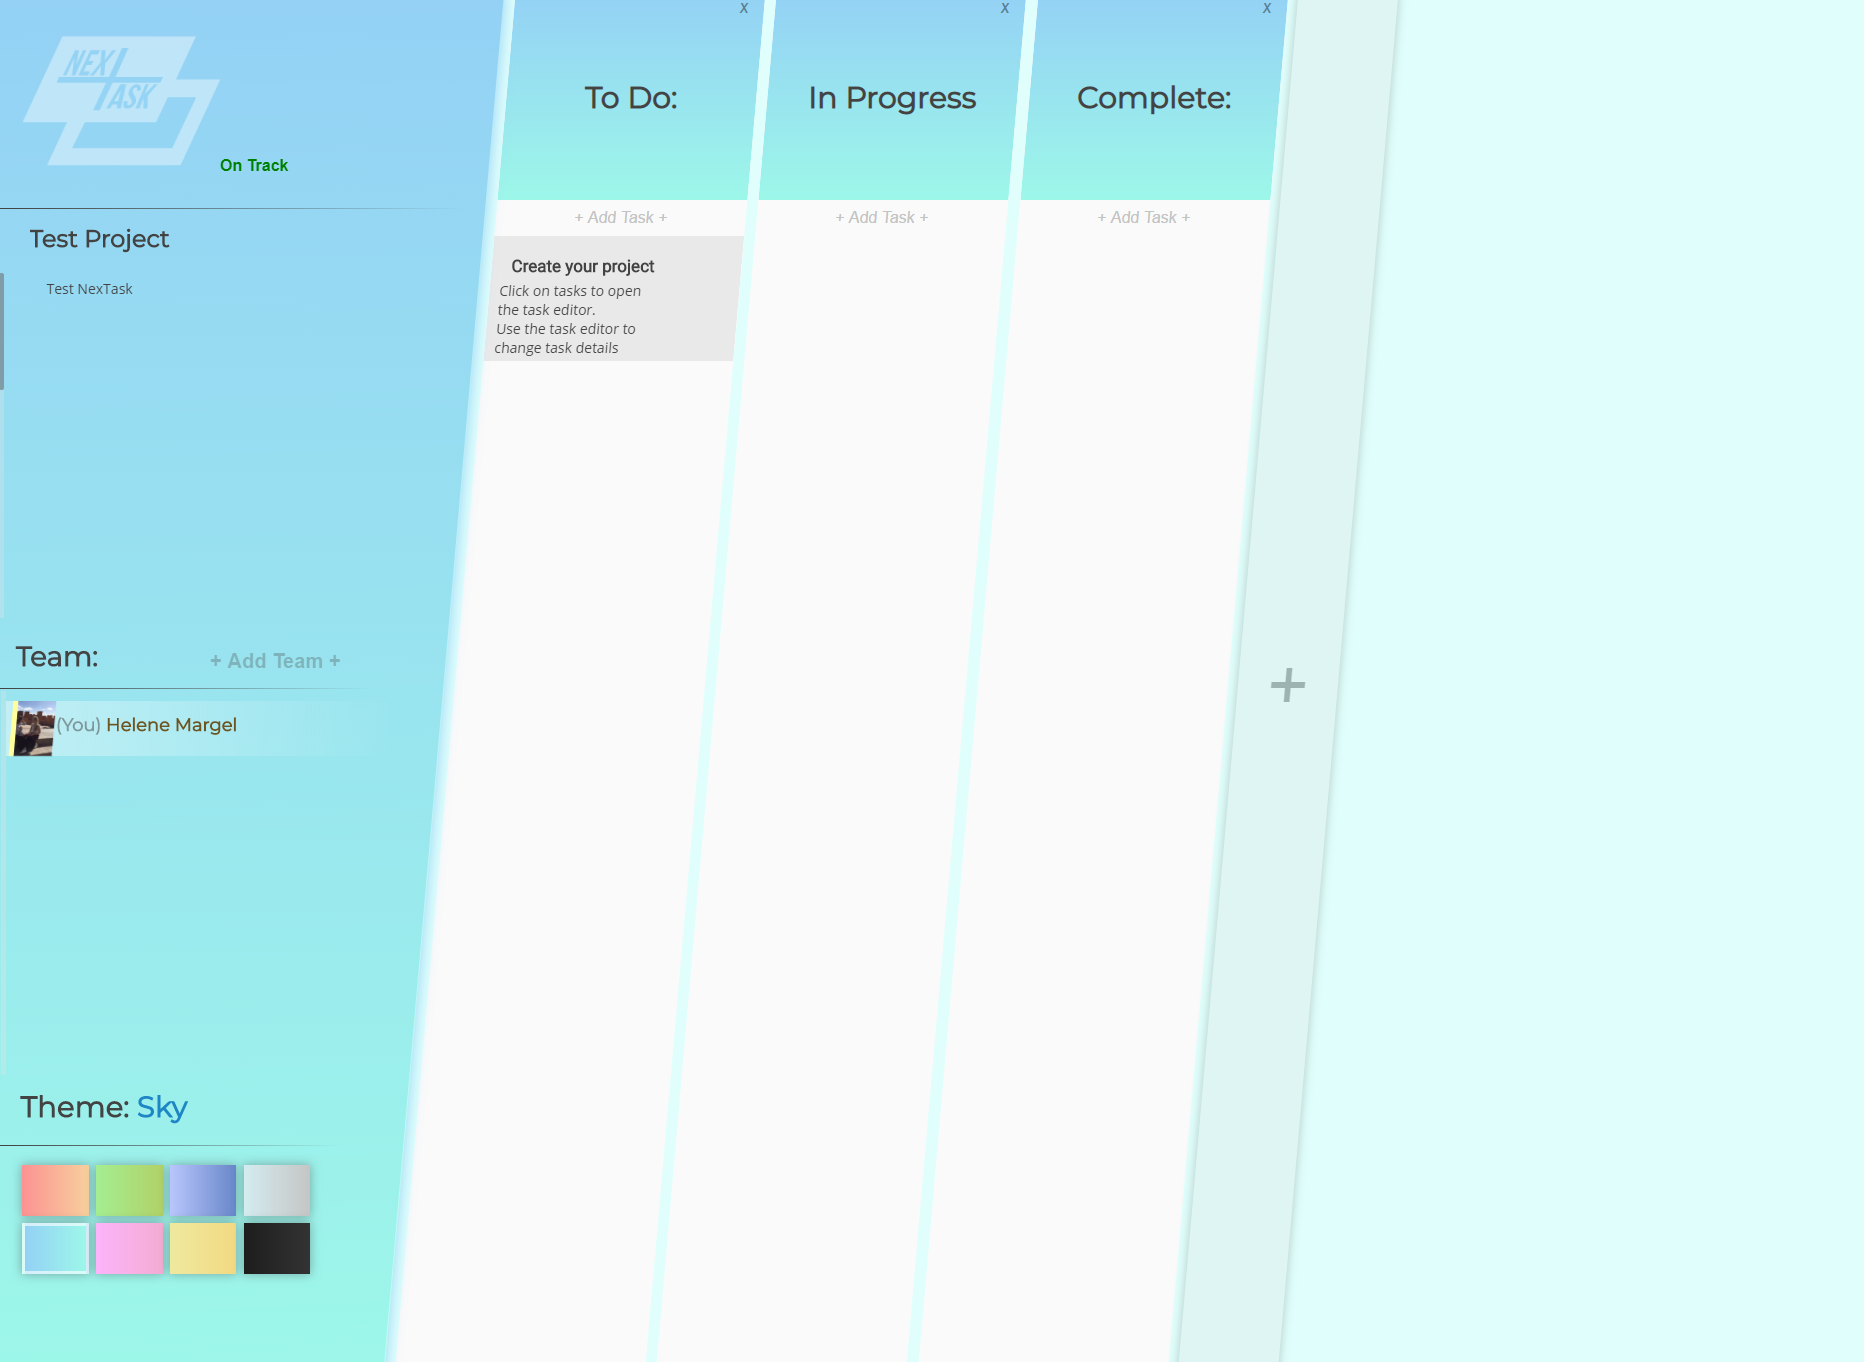 NEXT
TASK
On Track
Test Project
Test NexTask
Team:
+ Add Team +
(You) Helene Margel
Theme: Sky
x
To Do:
+ Add Task +
Create your project
Click on tasks to open
the task editor.
Use the task editor to
change task details
x
In Progress
+ Add Task +
x
Complete:
+ Add Task +
+